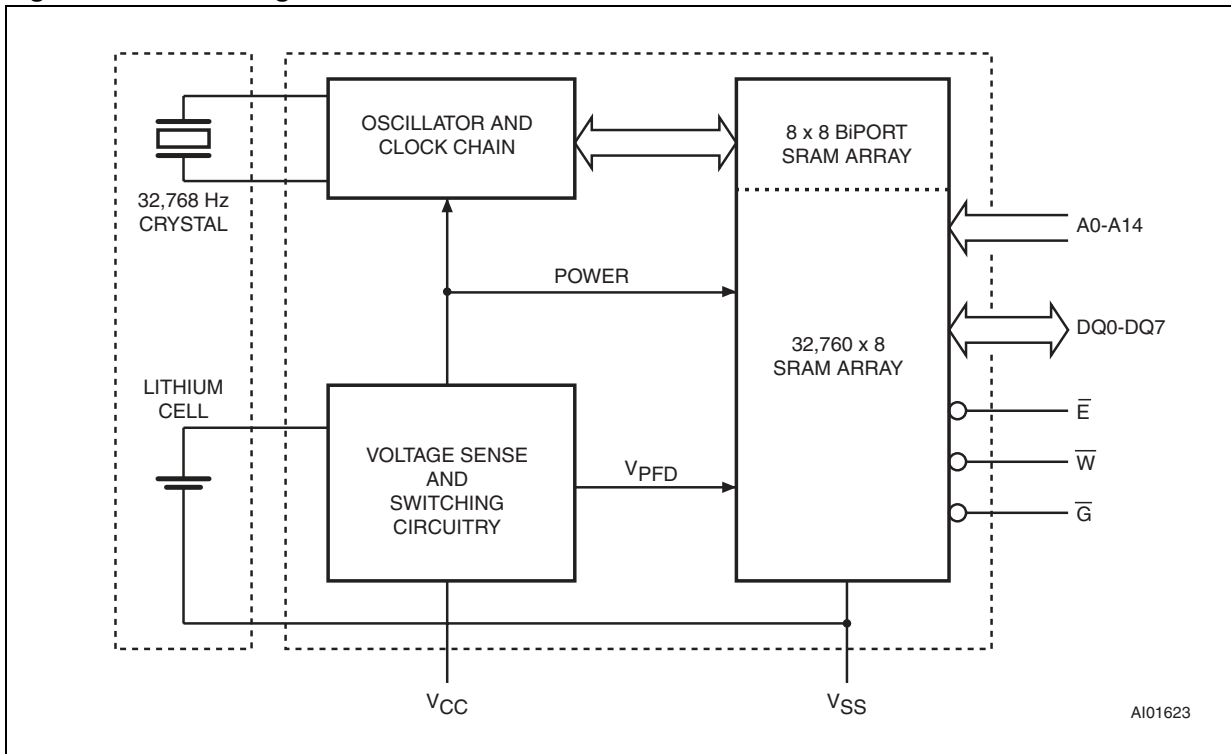 OSCILLATOR AND
CLOCK CHAIN
8 x 8 BiPORT
SRAM ARRAY
32,768 Hz
CRYSTAL
A0-A14
POWER
DQ0-DQ7
32,760 x 8
SRAM ARRAY
LITHIUM
CELL
E̅
VOLTAGE SENSE
AND
SWITCHING
CIRCUITRY
VPFD
W̅
G̅
VCC
VSS
AI01623